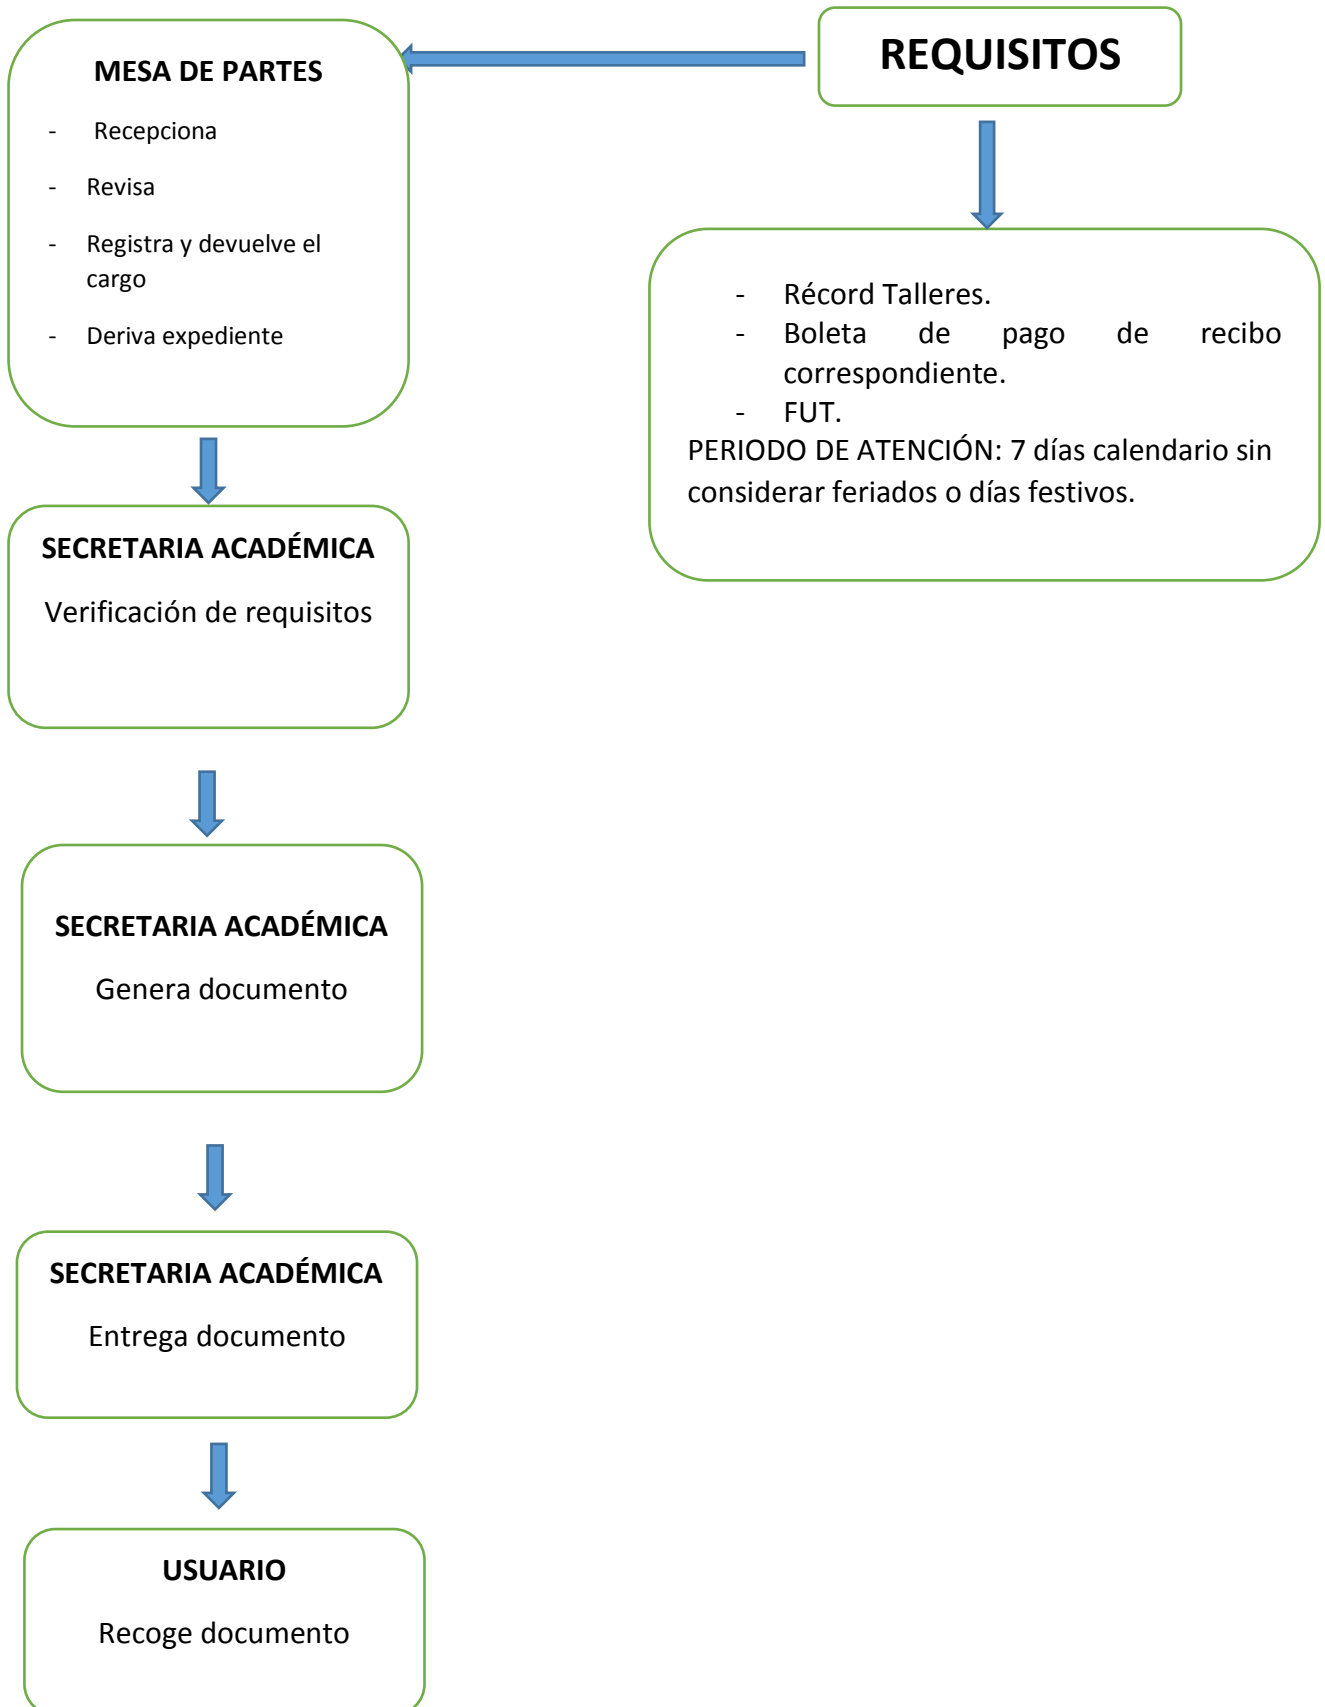 REQUISITOS
MESA DE PARTES
- Recepciona
- Revisa
- Registra y devuelve el
cargo
- Deriva expediente
- Récord Talleres.
- Boleta de pago de recibo
correspondiente.
- FUT.
PERIODO DE ATENCIÓN: 7 días calendario sin
considerar feriados o días festivos.
SECRETARIA ACADÉMICA
Verificación de requisitos
SECRETARIA ACADÉMICA
Genera documento
SECRETARIA ACADÉMICA
Entrega documento
USUARIO
Recoge documento